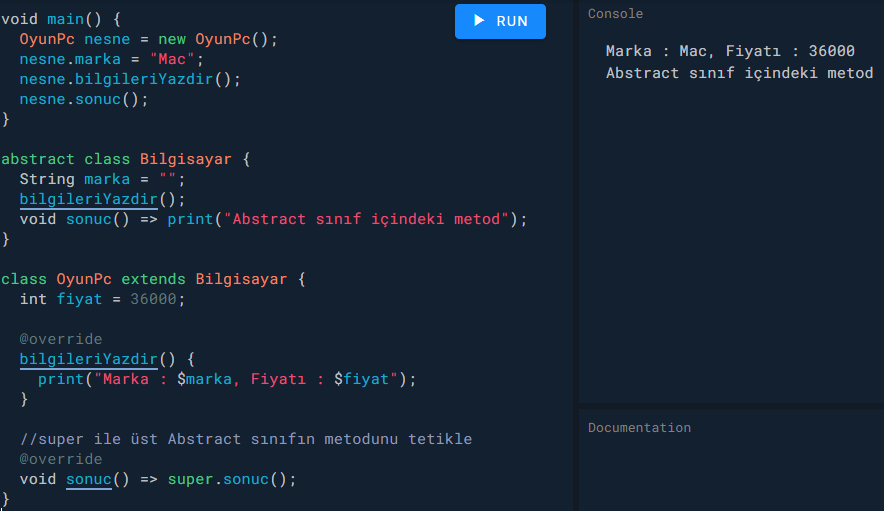 void main() {
  OyunPc nesne = new OyunPc();
  nesne.marka = "Mac";
  nesne.bilgileriYazdir();
  nesne.sonuc();
}

abstract class Bilgisayar {
  String marka = "";
  bilgileriYazdir();
  void sonuc() => print("Abstract sınıf içindeki metod");
}

class OyunPc extends Bilgisayar {
  int fiyat = 36000;

  @override
  bilgileriYazdir() {
    print("Marka : $marka, Fiyatı : $fiyat");
  }

  //super ile üst Abstract sınıfın metodunu tetikle
  @override
  void sonuc() => super.sonuc();
}
RUN
Console
Marka : Mac, Fiyatı : 36000
Abstract sınıf içindeki metod
Documentation